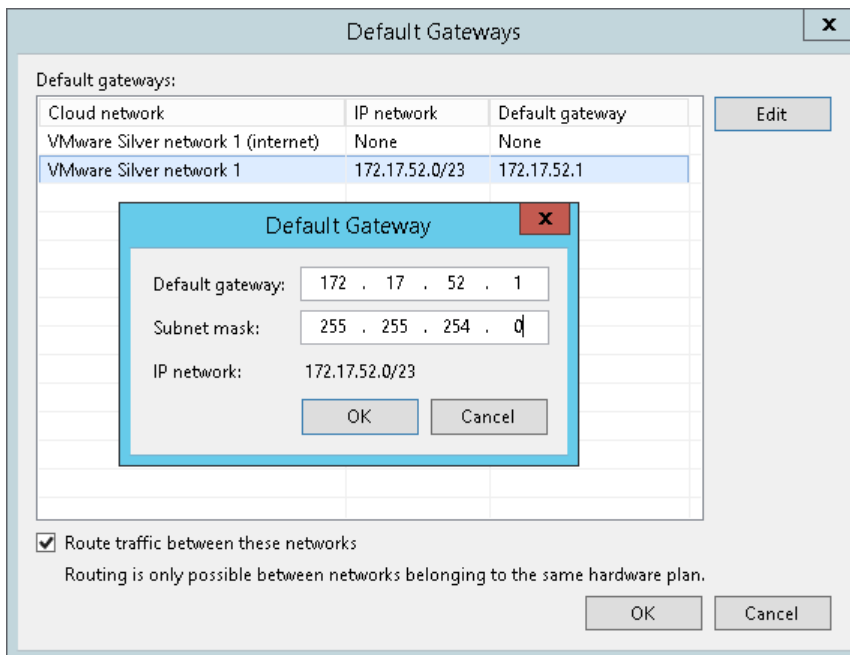 Default Gateways
x
Default gateways:
Cloud network IP network Default gateway
Edit
VMware Silver network 1 (internet) None None
VMware Silver network 1 172.17.52.0/23 172.17.52.1
Default Gateway
x
Default gateway: 172 . 17 . 52 . 1
Subnet mask: 255 . 255 . 254 . 0
IP network: 172.17.52.0/23
OK Cancel
Route traffic between these networks
Routing is only possible between networks belonging to the same hardware plan.
OK Cancel